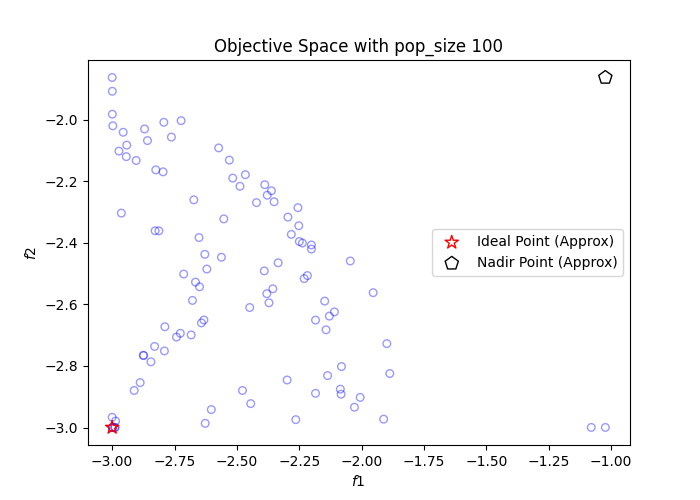 Objective Space with pop_size 100
−2.0
−2.2
−2.4
−2.6
−2.8
−3.0
f2
Ideal Point (Approx)
Nadir Point (Approx)
−3.00 −2.75 −2.50 −2.25 −2.00 −1.75 −1.50 −1.25 −1.00
f1